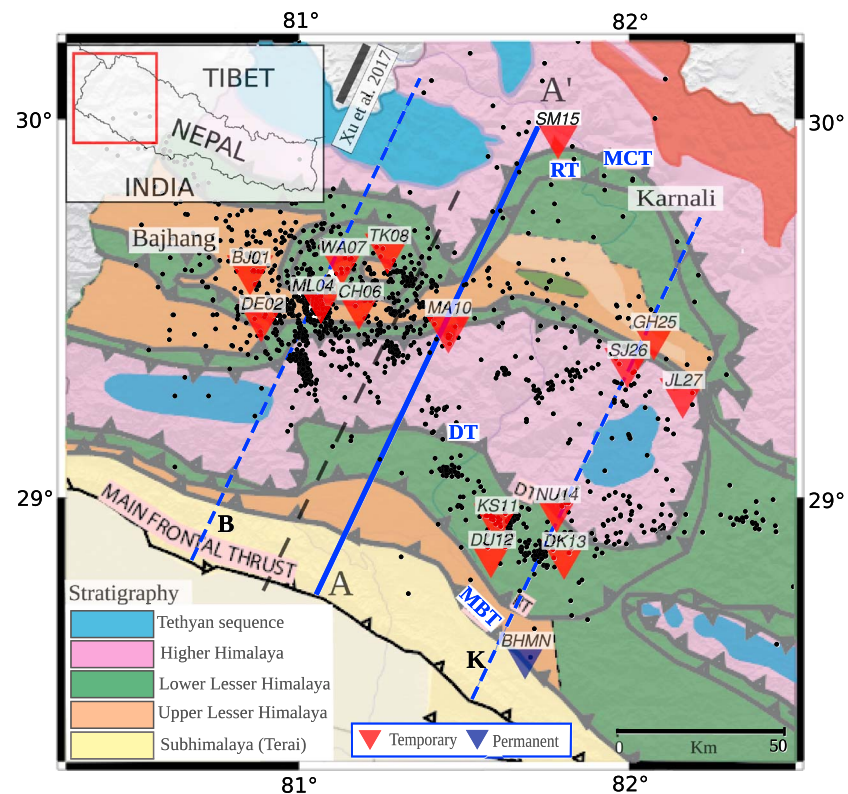 81°
82°
30°
30°
29°
29°
81°
82°
TIBET
NEPAL
INDIA
Xu et al. 2017
A'
SM15
RT
MCT
Karnali
Bajhang
BJ01
WA07
TK08
DE02
ML04
CH06
MA10
GH25
SJ26
JL27
DT
NU14
KS11
DU12
DK13
B
MAIN FRONTAL THRUST
A
MBT
BHMN
K
Stratigraphy
Tethyan sequence
Higher Himalaya
Lower Lesser Himalaya
Upper Lesser Himalaya
Subhimalaya (Terai)
Temporary
Permanent
0
50
Km